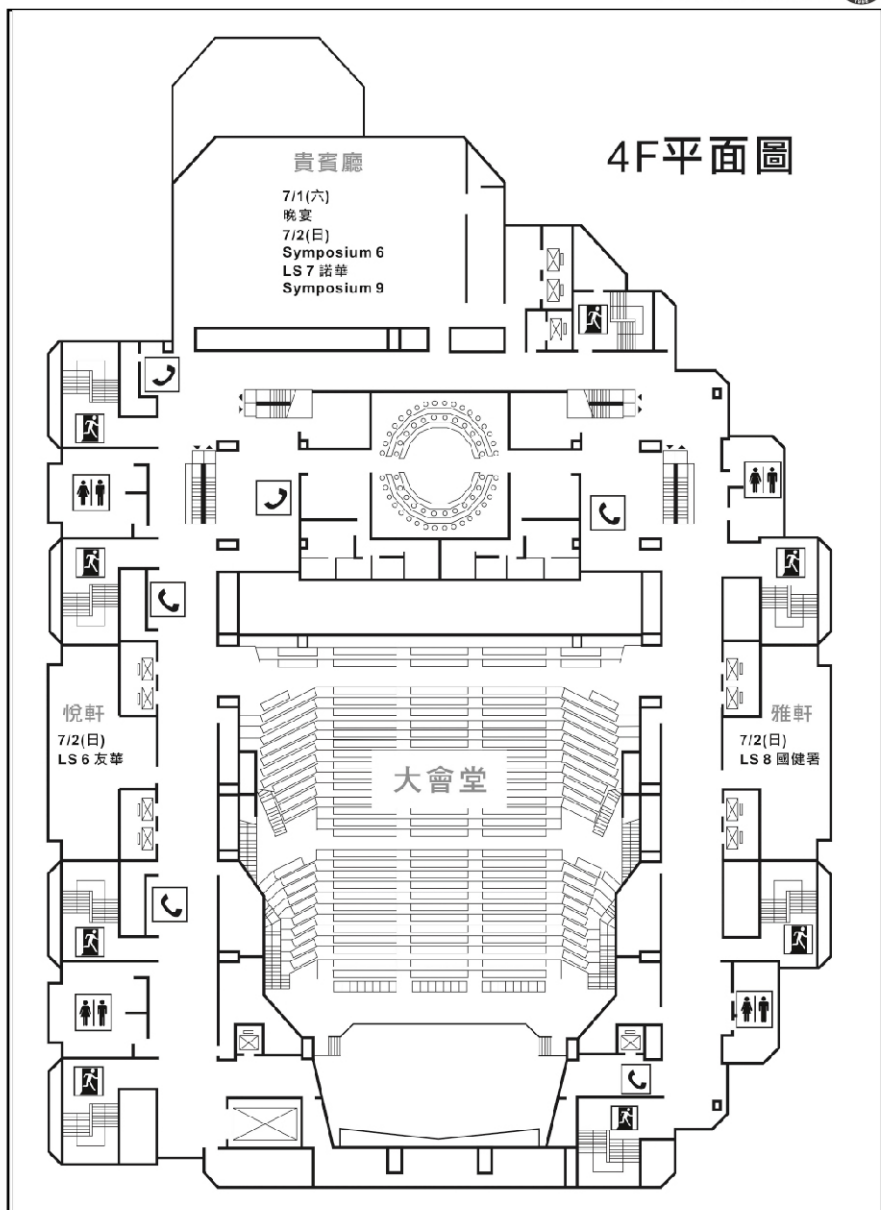 4F平面圖
貴賓廳
7/1(六)
晚宴
7/2(日)
Symposium 6
LS 7 諾華
Symposium 9
悅軒
7/2(日)
LS 6 友華
大會堂
雅軒
7/2(日)
LS 8 國健署